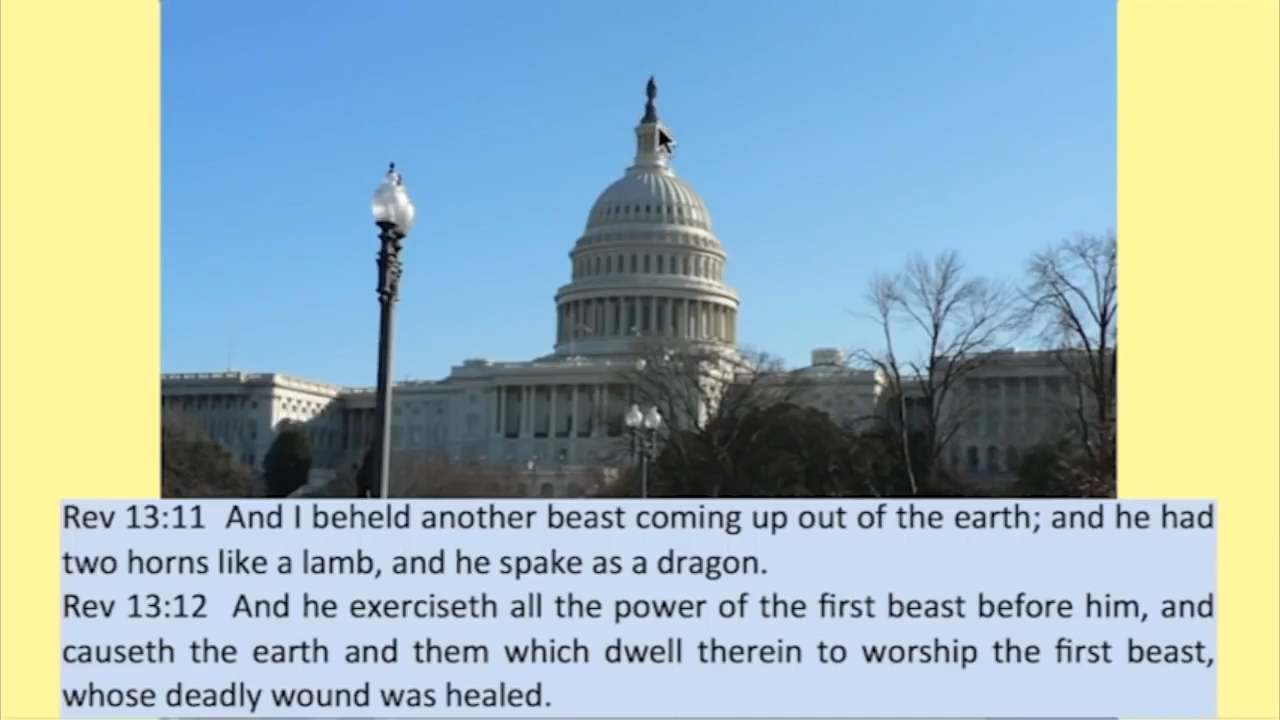 Rev 13:11 And I beheld another beast coming up out of the earth; and he had
two horns like a lamb, and he spake as a dragon.
Rev 13:12 And he exerciseth all the power of the first beast before him, and
causeth the earth and them which dwell therein to worship the first beast,
whose deadly wound was healed.